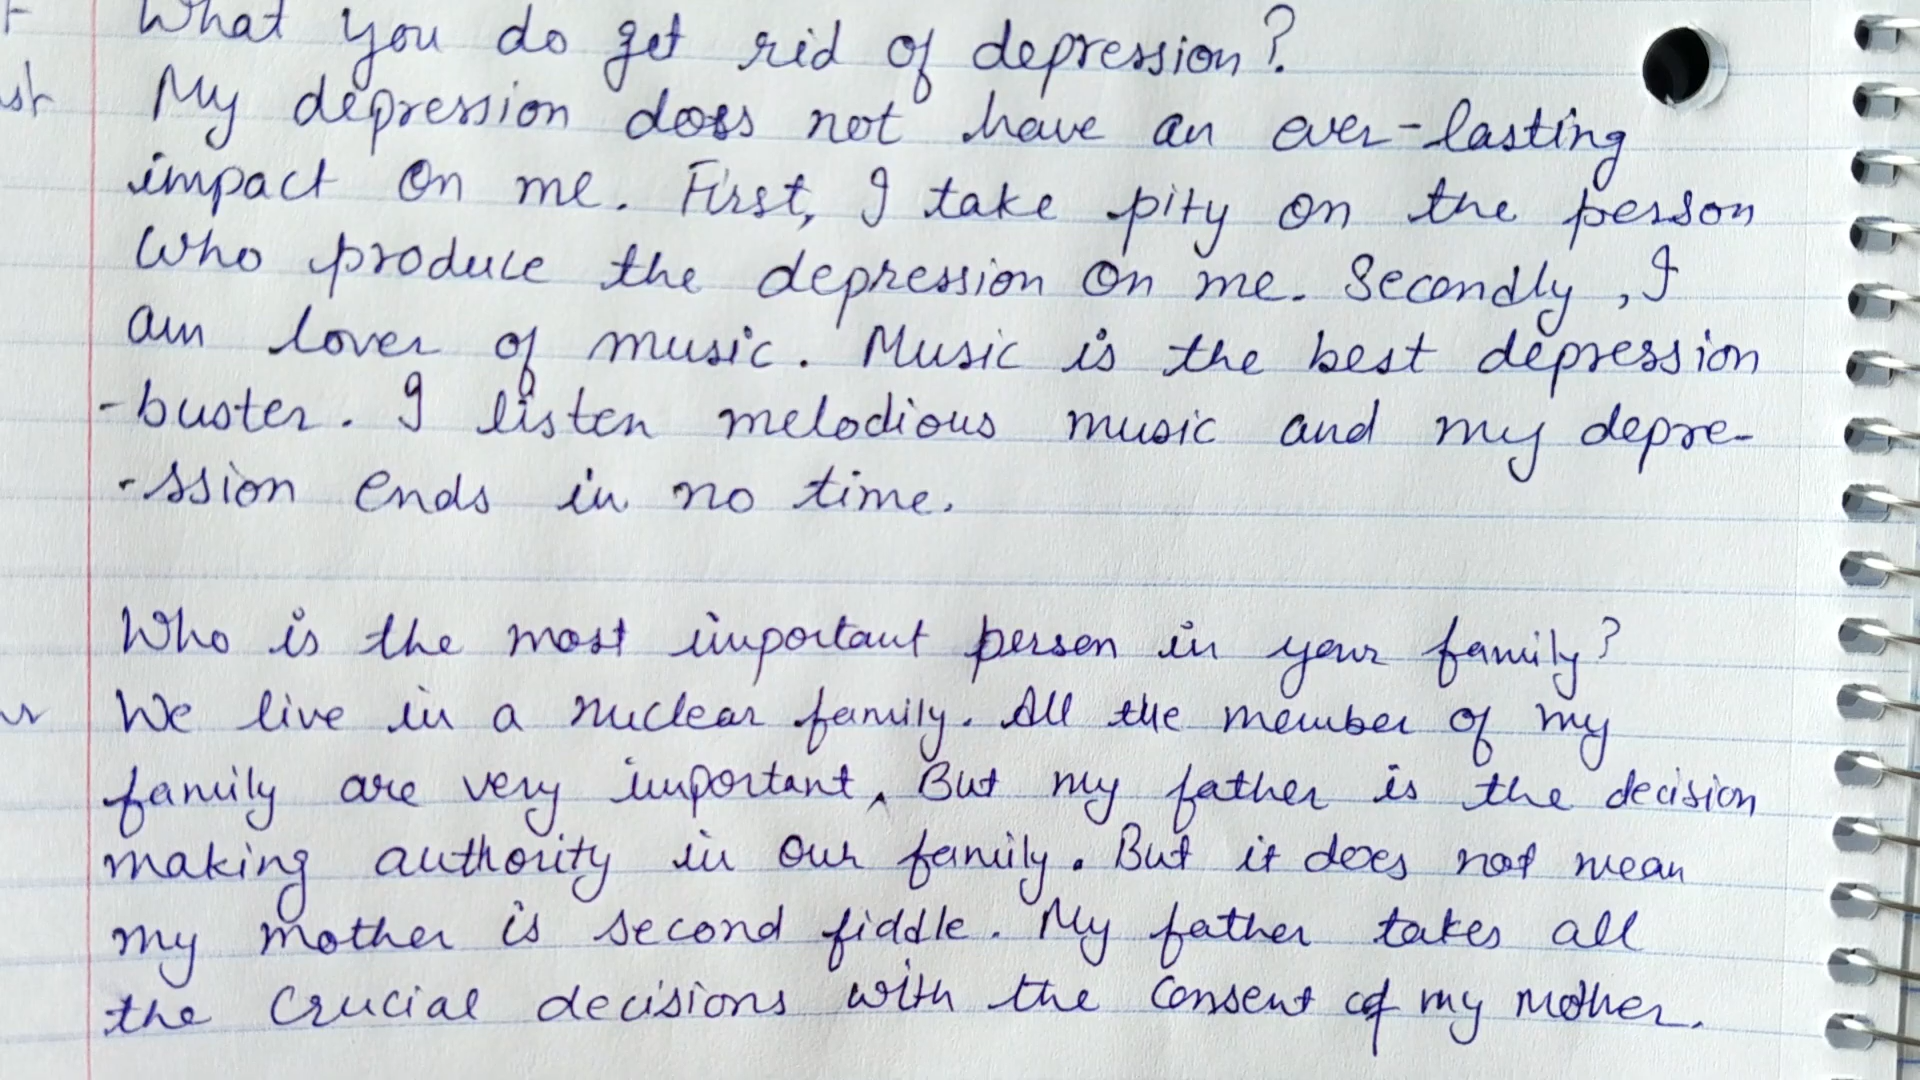 What you do get rid of depression?
My depression does not have an ever-lasting
impact on me. First, I take pity on the person
Who produce the depression on me. Secondly, I
am lover of music. Music is the best depression
-buster. I listen melodious music and my depre-
-ssion ends in no time.
Who is the most important person in your family?
We live in a nuclear family. All the member of my
family are very important, But my father is the decision
making authority in our family. But it does not mean
my mother is second fiddle. My father takes all
the crucial decisions with the consent of my mother.